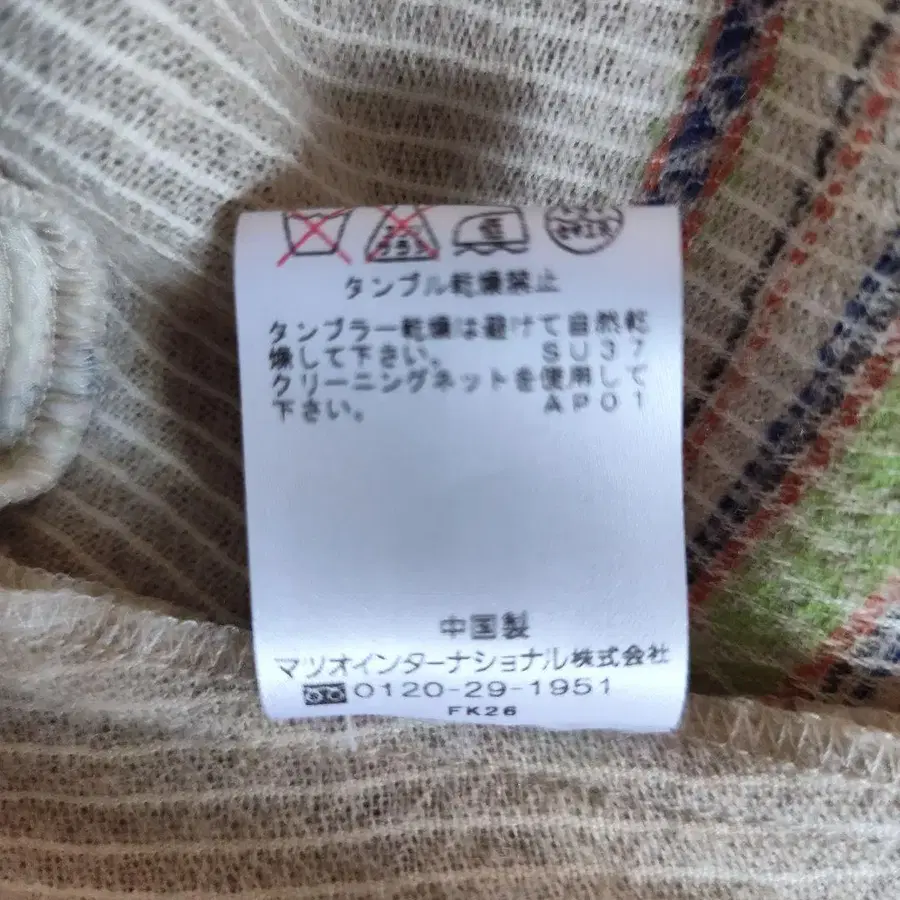 タンブル乾燥禁止
タンブラー乾燥は避けて自然乾
燥して下さい。 SU37
クリーニングネットを使用して
下さい。 AP01
中国製
マツオインターナショナル株式会社
0120-29-1951
FK26